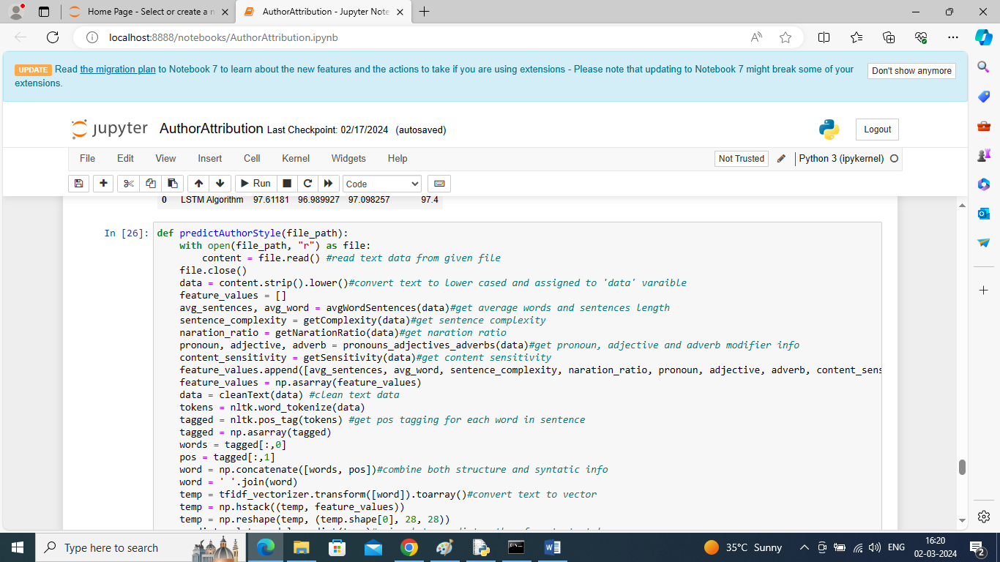 Home Page - Select or create a n
AuthorAttribution - Jupyter Note
localhost:8888/notebooks/AuthorAttribution.ipynb
UPDATE Read the migration plan to Notebook 7 to learn about the new features and the actions to take if you are using extensions - Please note that updating to Notebook 7 might break some of your
extensions.
Don't show anymore
jupyter AuthorAttribution Last Checkpoint: 02/17/2024 (autosaved)
Logout
File Edit View Insert Cell Kernel Widgets Help
Not Trusted
Python 3 (ipykernel)
Run
Code
0 LSTM Algorithm 97.61181 96.989927 97.098257 97.4
In [26]: def predictAuthorStyle(file_path):
with open(file_path, "r") as file:
content = file.read() #read text data from given file
file.close()
data = content.strip().lower()#convert text to lower cased and assigned to 'data' varaible
feature_values = []
avg_sentences, avg_word = avgWordSentences(data)#get average words and sentences length
sentence_complexity = getComplexity(data)#get sentence complexity
naration_ratio = getNarationRatio(data)#get naration ratio
pronoun, adjective, adverb = pronouns_adjectives_adverbs(data)#get pronoun, adjective and adverb modifier info
content_sensitivity = getSensitivity(data)#get content sensitivity
feature_values.append([avg_sentences, avg_word, sentence_complexity, naration_ratio, pronoun, adjective, adverb, content_sens
feature_values = np.asarray(feature_values)
data = cleanText(data) #clean text data
tokens = nltk.word_tokenize(data)
tagged = nltk.pos_tag(tokens) #get pos tagging for each word in sentence
tagged = np.asarray(tagged)
words = tagged[:,0]
pos = tagged[:,1]
word = np.concatenate([words, pos])#combine both structure and syntatic info
word = ' '.join(word)
temp = tfidf_vectorizer.transform([word]).toarray()#convert text to vector
temp = np.hstack((temp, feature_values))
temp = np.reshape(temp, (temp.shape[0], 28, 28))
Type here to search
35°C Sunny
ENG
16:20
02-03-2024
2